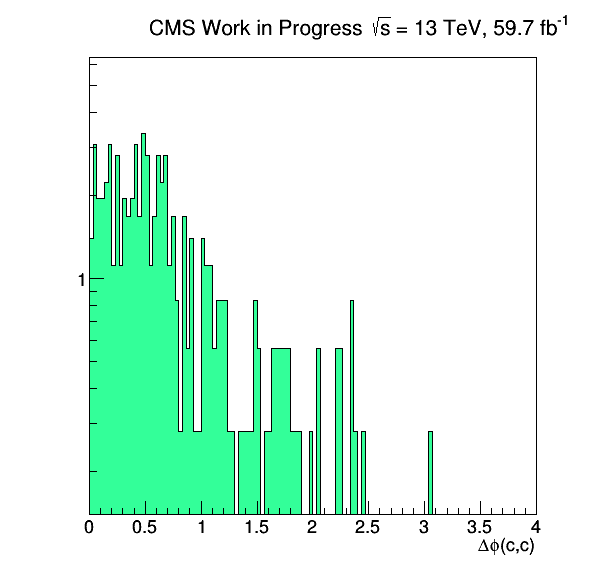 CMS Work in Progress √s = 13 TeV, 59.7 fb⁻¹
1
0 0.5 1 1.5 2 2.5 3 3.5 4
Δϕ(c,c)